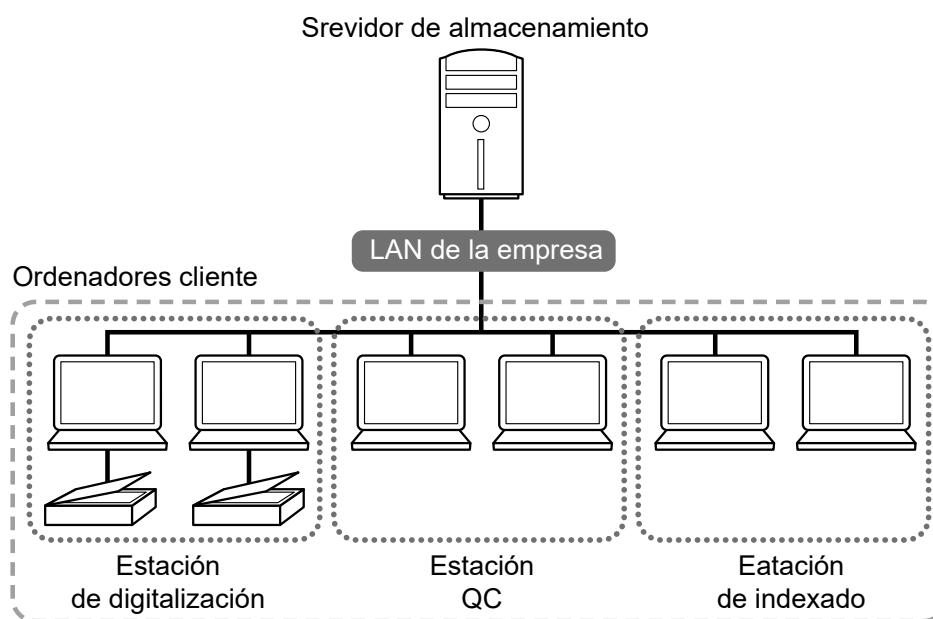 Srevidor de almacenamiento
LAN de la empresa
Ordenadores cliente
Estación
de digitalización
Estación
QC
Eatación
de indexado